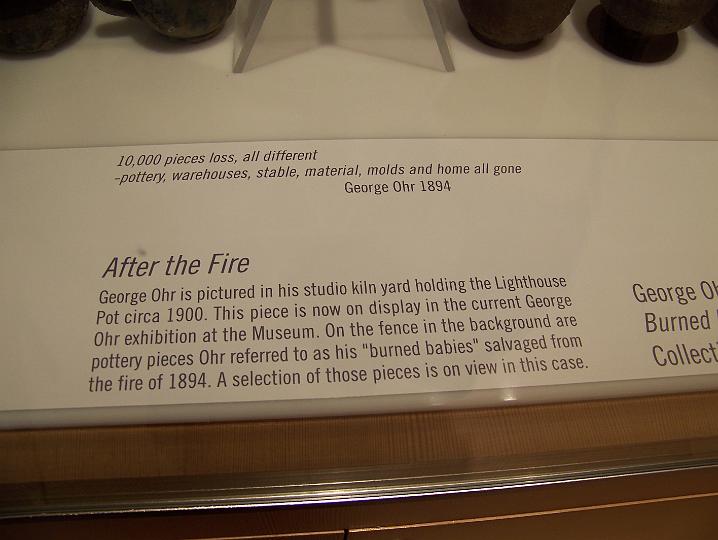 10,000 pieces loss, all different
-pottery, warehouses, stable, material, molds and home all gone
George Ohr 1894
After the Fire
George Ohr is pictured in his studio kiln yard holding the Lighthouse
Pot circa 1900. This piece is now on display in the current George
Ohr exhibition at the Museum. On the fence in the background are
pottery pieces Ohr referred to as his "burned babies" salvaged from
the fire of 1894. A selection of those pieces is on view in this case.
George
Burned